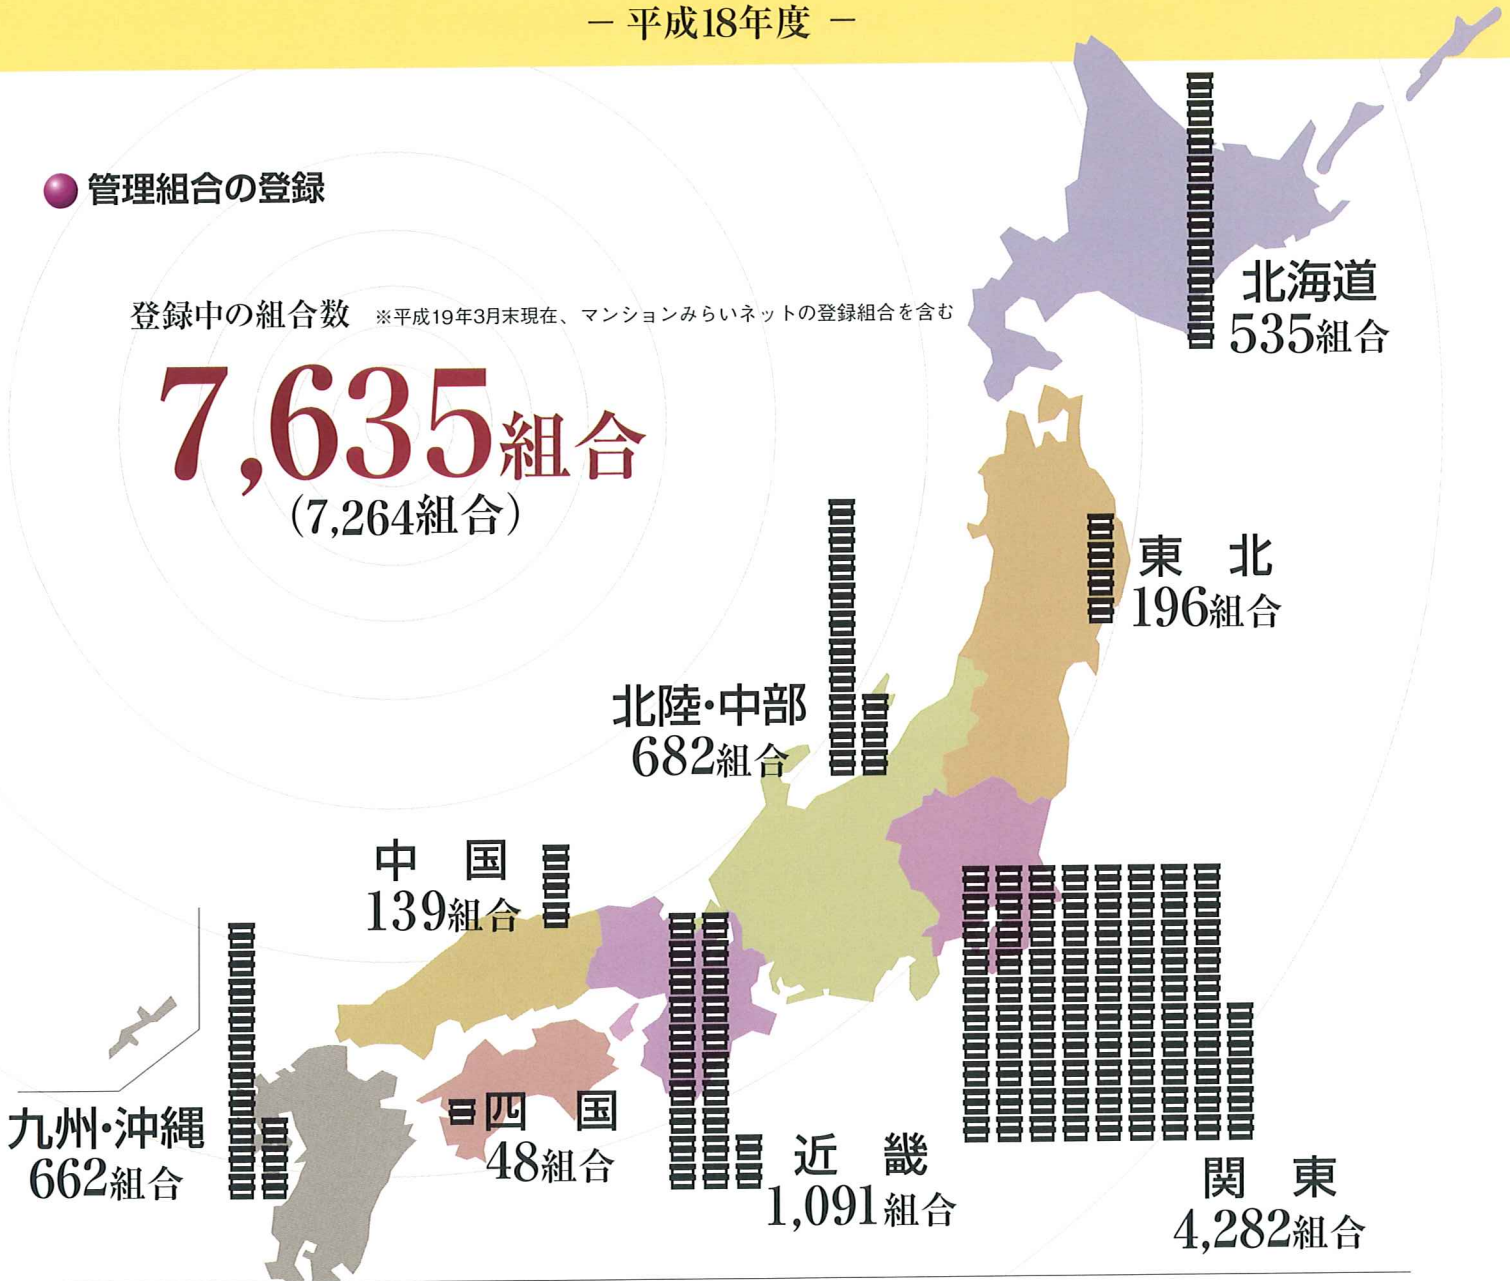 ― 平成18年度 ―
管理組合の登録
登録中の組合数 ※平成19年3月末現在、マンションみらいネットの登録組合を含む
7,635組合
(7,264組合)
北海道
535組合
東 北
196組合
北陸・中部
682組合
中 国
139組合
九州・沖縄
662組合
四 国
48組合
近 畿
1,091組合
関 東
4,282組合